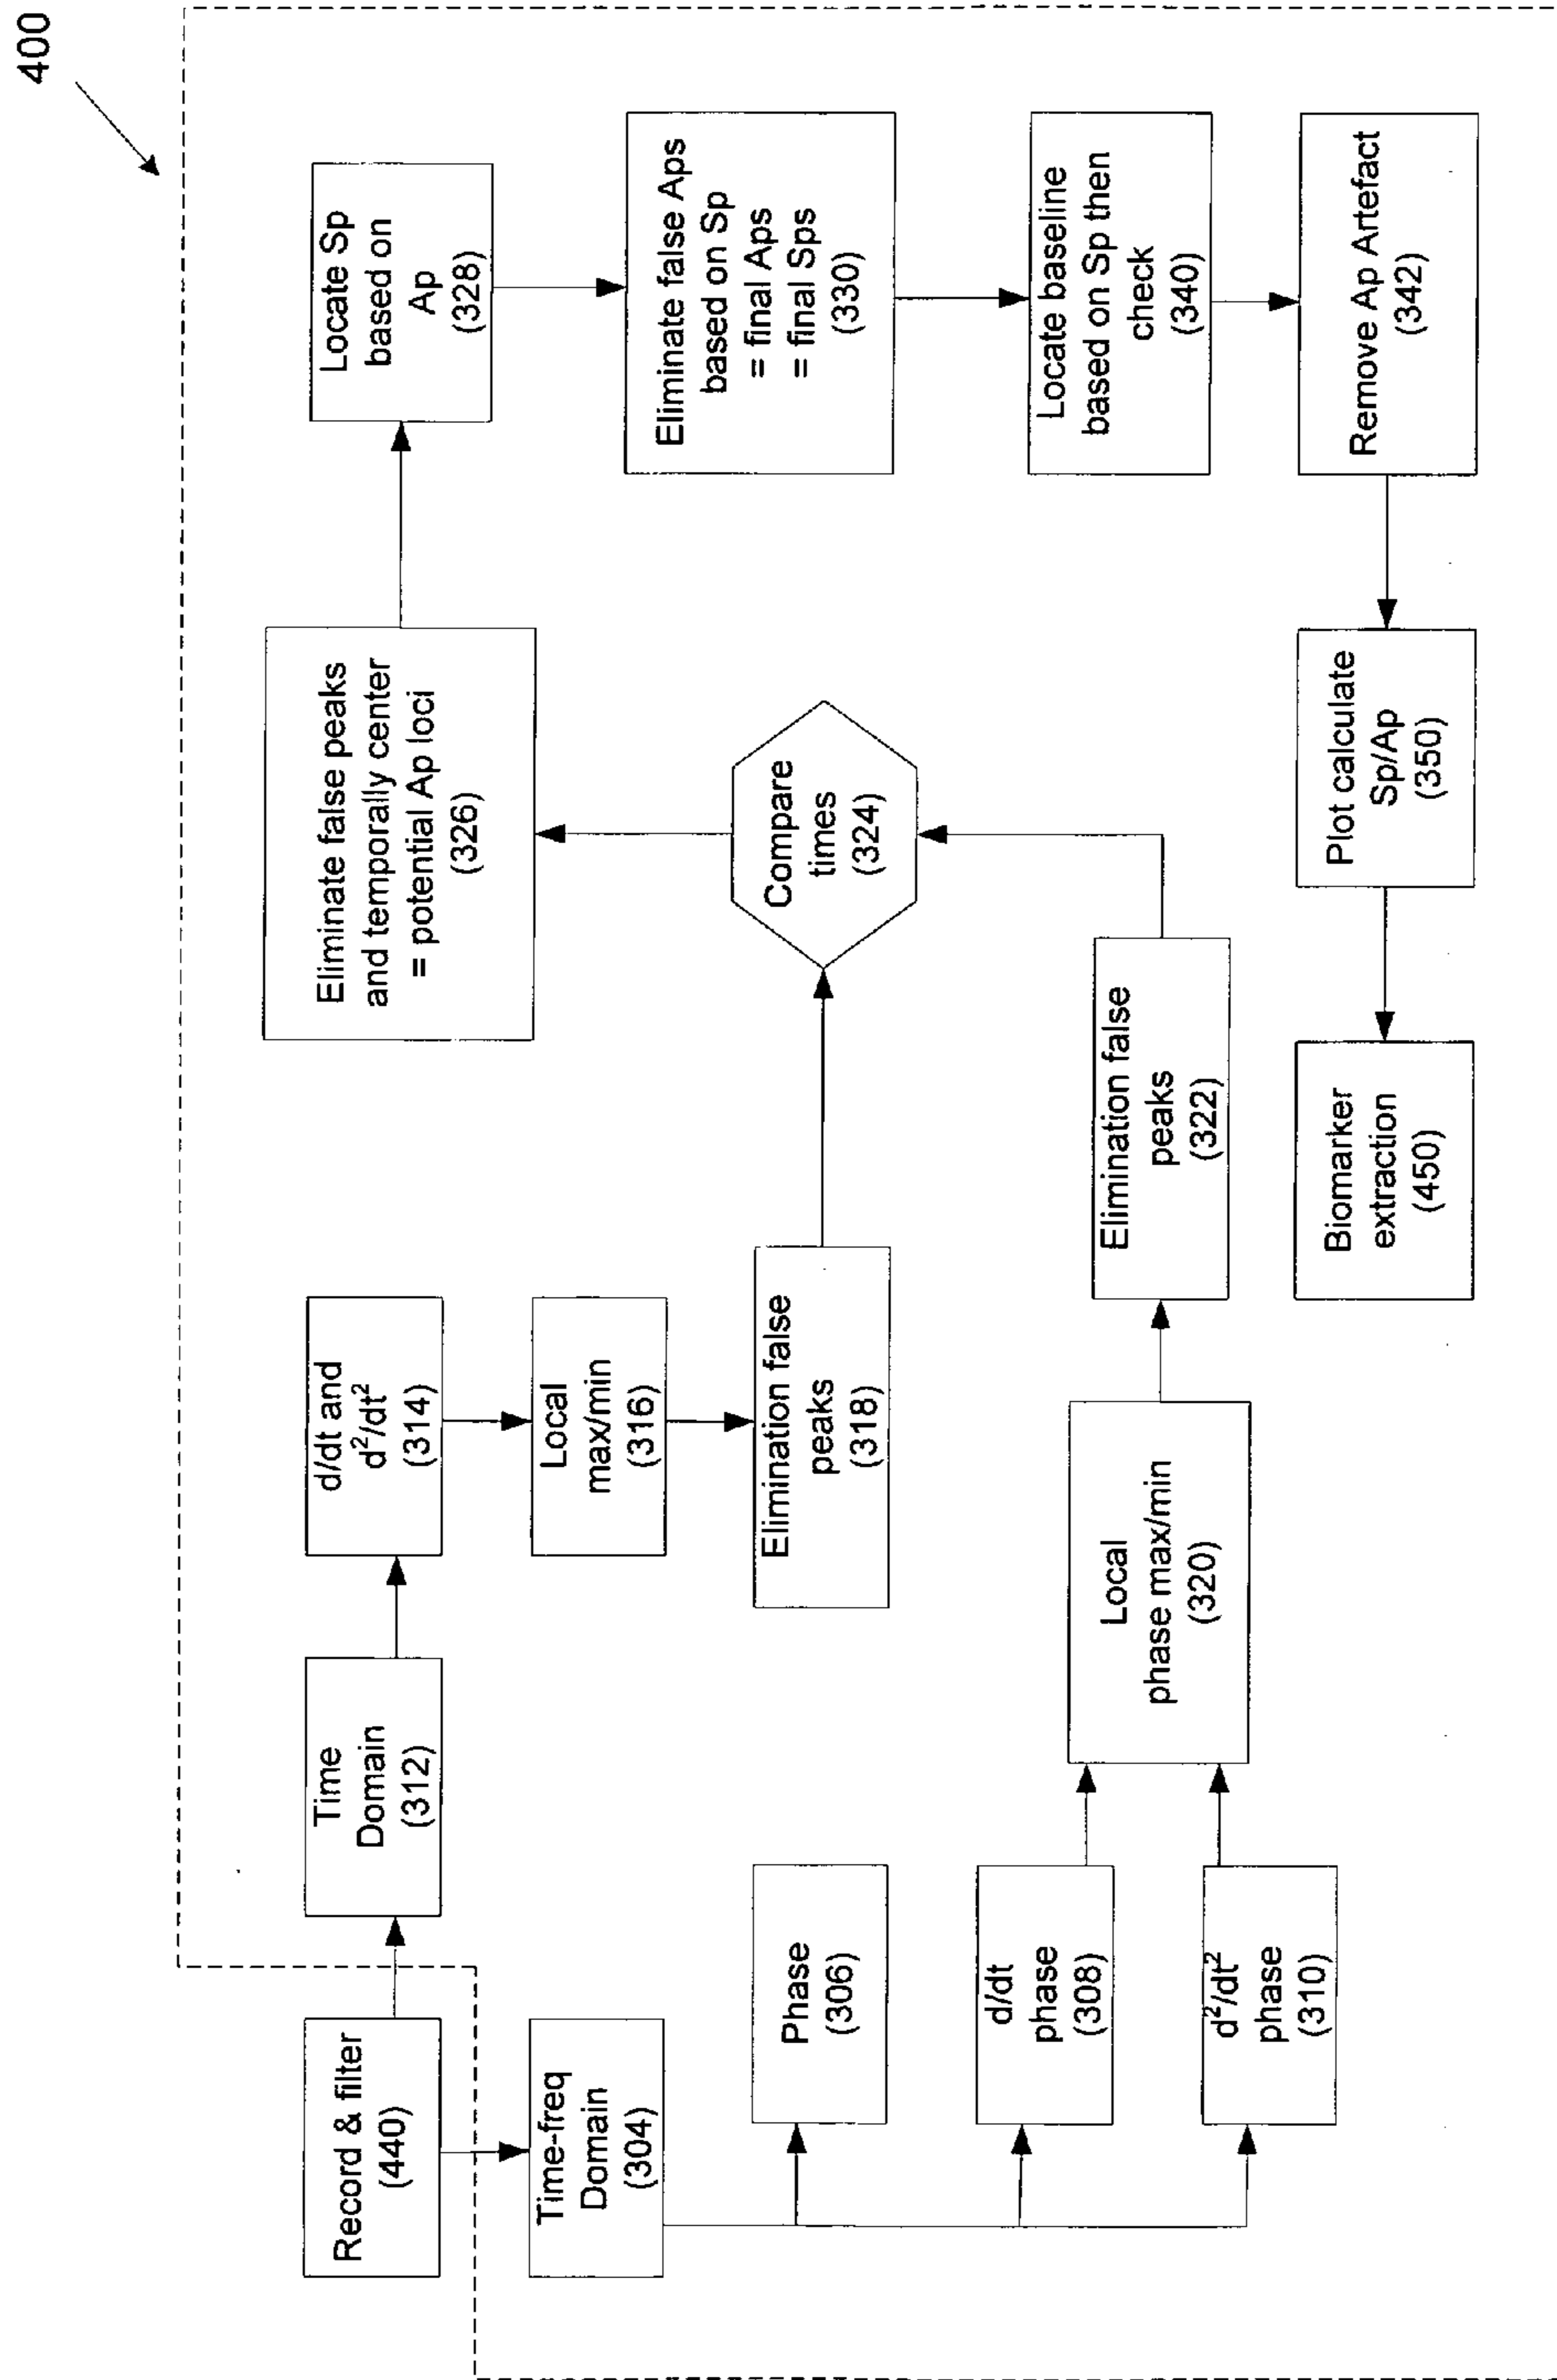 400
Record & filter
(440)
Time
Domain
(312)
d/dt and
d²/dt²
(314)
Local
max/min
(316)
Elimination false
peaks
(318)
Time-freq
Domain
(304)
Phase
(306)
d/dt
phase
(308)
d²/dt²
phase
(310)
Local
phase max/min
(320)
Elimination false
peaks
(322)
Compare
times
(324)
Eliminate false peaks
and temporally center
= potential Ap loci
(326)
Locate Sp
based on
Ap
(328)
Eliminate false Aps
based on Sp
= final Aps
= final Sps
(330)
Locate baseline
based on Sp then
check
(340)
Remove Ap Artefact
(342)
Plot calculate
Sp/Ap
(350)
Biomarker
extraction
(450)